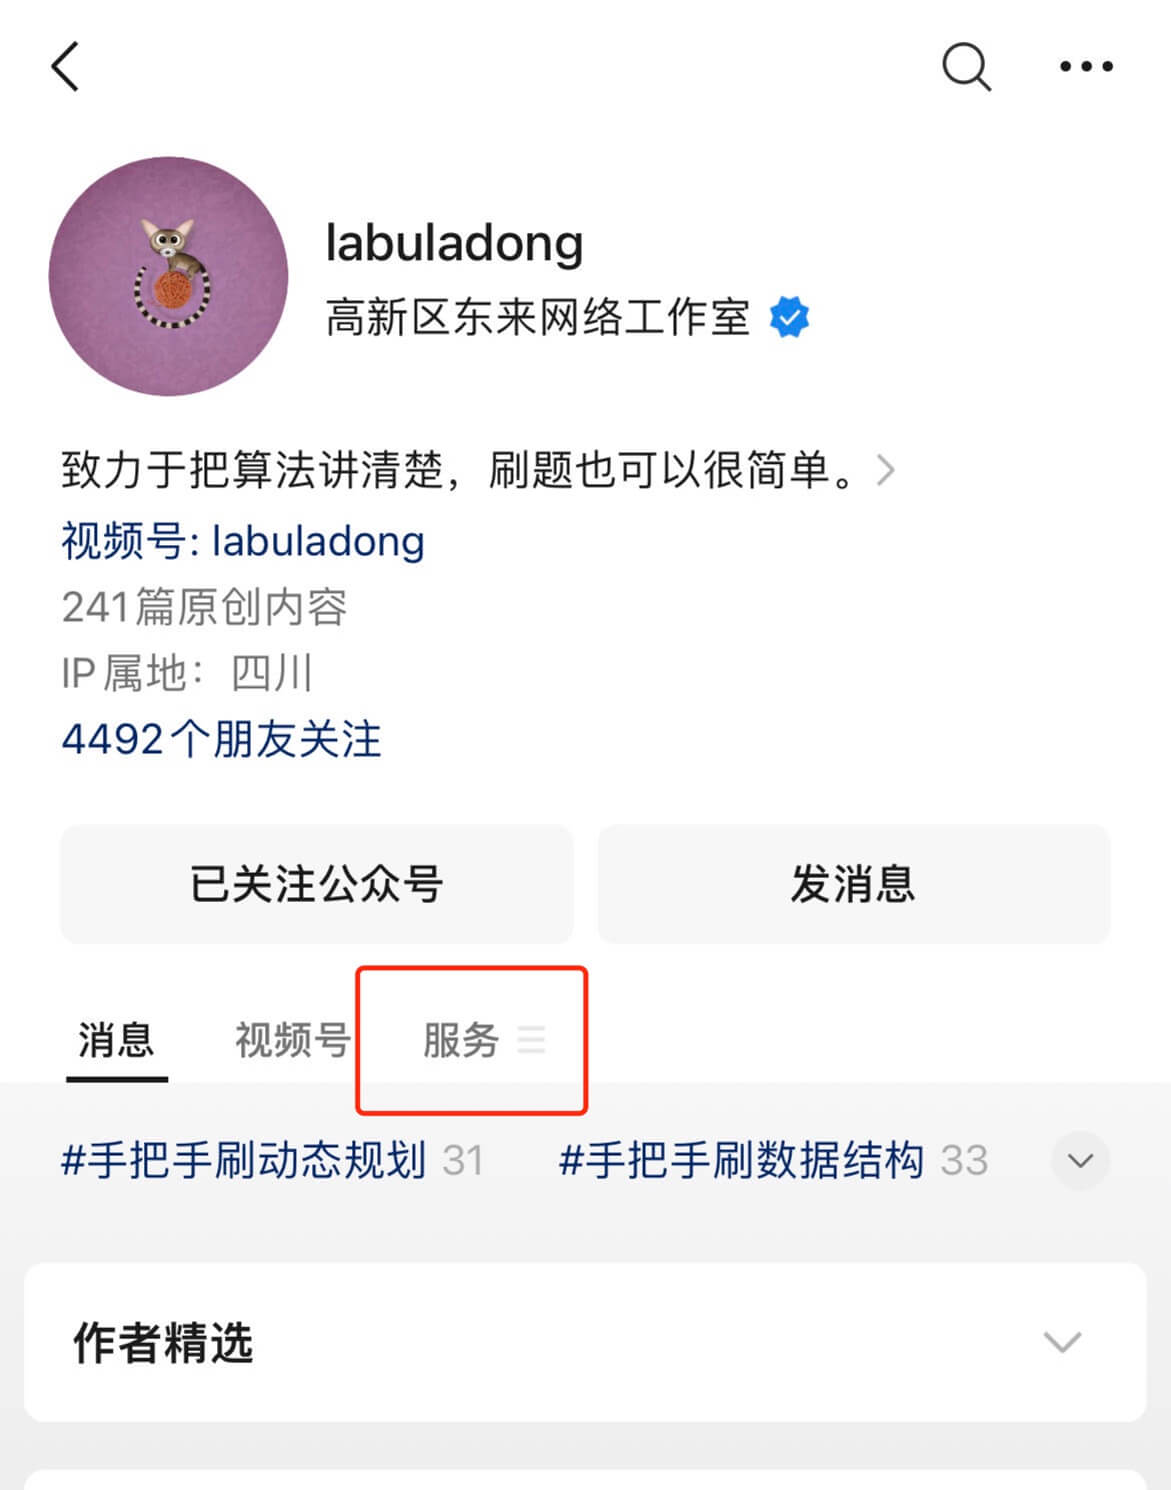 labuladong
高新区东来网络工作室
致力于把算法讲清楚，刷题也可以很简单。
视频号: labuladong
241篇原创内容
IP属地：四川
4492个朋友关注
已关注公众号 发消息
消息 视频号 服务
#手把手刷动态规划 31 #手把手刷数据结构 33
作者精选